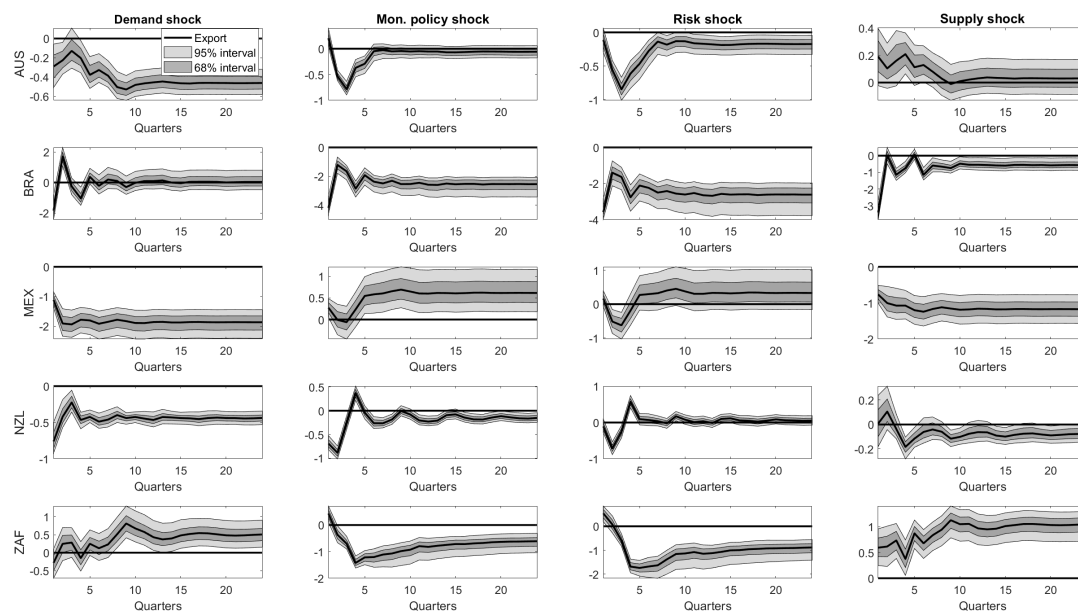 Demand shock
Mon. policy shock
Risk shock
Supply shock
AUS
0
-0.2
-0.4
-0.6
Export
95% interval
68% interval
5 10 15 20
Quarters
0
-0.5
-1
5 10 15 20
Quarters
0
-0.5
-1
5 10 15 20
Quarters
0.4
0.2
0
5 10 15 20
Quarters
BRA
2
0
-2
5 10 15 20
Quarters
0
-2
-4
5 10 15 20
Quarters
0
-2
-4
5 10 15 20
Quarters
0
-1
-2
-3
5 10 15 20
Quarters
MEX
0
-1
-2
5 10 15 20
Quarters
1
0.5
0
5 10 15 20
Quarters
1
0
-1
5 10 15 20
Quarters
0
-1
-2
5 10 15 20
Quarters
NZL
0
-0.5
-1
5 10 15 20
Quarters
0.5
0
-0.5
-1
5 10 15 20
Quarters
1
0
-1
5 10 15 20
Quarters
0.2
0
-0.2
5 10 15 20
Quarters
ZAF
1
0.5
0
-0.5
5 10 15 20
Quarters
0
-1
-2
5 10 15 20
Quarters
0
-1
-2
5 10 15 20
Quarters
1
0.5
0
5 10 15 20
Quarters